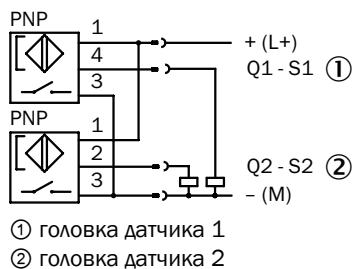 PNP
1
+ (L+)
4
Q1 - S1 ①
3
PNP
1
2
Q2 - S2 ②
3
– (M)
① головка датчика 1
② головка датчика 2